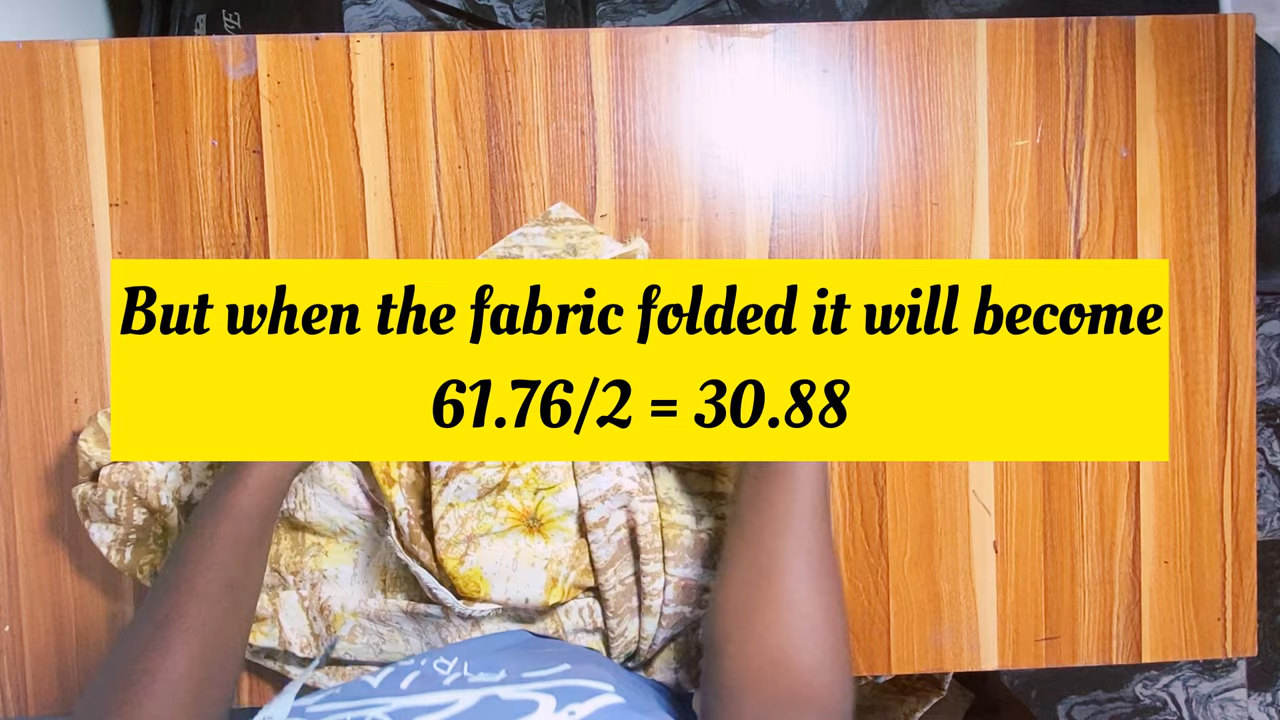 But when the fabric folded it will become
61.76/2 = 30.88